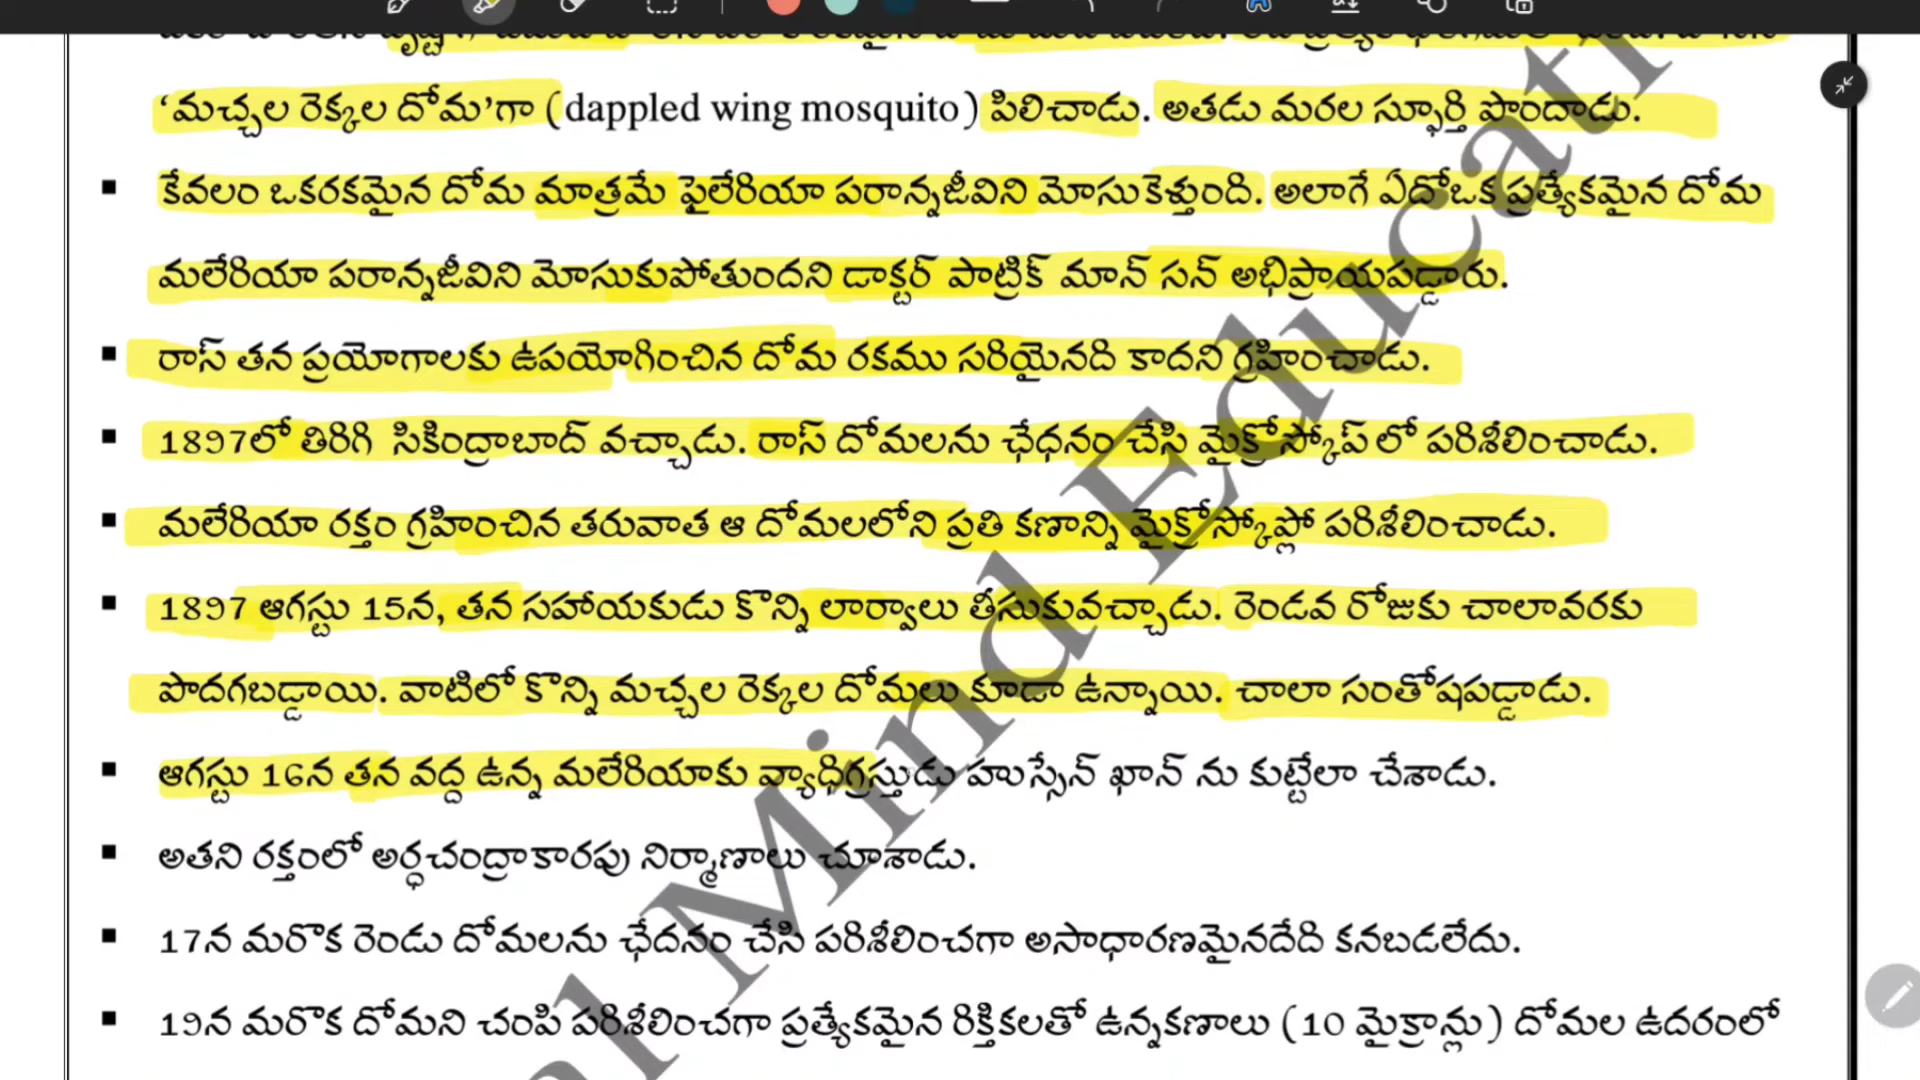 ‘మచ్చల రెక్కల దోమ’గా (dappled wing mosquito) పిలిచాడు. అతడు మరల స్ఫూర్తి పొందాడు.
▪ కేవలం ఒకరకమైన దోమ మాత్రమే ఫైలేరియా పరాన్నజీవిని మోసుకెళ్తుంది. అలాగే ఏదోఒక ప్రత్యేకమైన దోమ
మలేరియా పరాన్నజీవిని మోసుకుపోతుందని డాక్టర్ పాట్రిక్ మాన్ సన్ అభిప్రాయపడ్డారు.
▪ రాస్ తన ప్రయోగాలకు ఉపయోగించిన దోమ రకము సరియైనది కాదని గ్రహించాడు.
▪ 1897లో తిరిగి సికింద్రాబాద్ వచ్చాడు. రాస్ దోమలను ఛేధనం చేసి మైక్రోస్కోప్ లో పరిశీలించాడు.
▪ మలేరియా రక్తం గ్రహించిన తరువాత ఆ దోమలలోని ప్రతి కణాన్ని మైక్రోస్కోప్లో పరిశీలించాడు.
▪ 1897 ఆగస్టు 15న, తన సహాయకుడు కొన్ని లార్వాలు తీసుకువచ్చాడు. రెండవ రోజుకు చాలావరకు
పొదగబడ్డాయి. వాటిలో కొన్ని మచ్చల రెక్కల దోమలు కూడా ఉన్నాయి. చాలా సంతోషపడ్డాడు.
▪ ఆగస్టు 16న తన వద్ద ఉన్న మలేరియాకు వ్యాధిగ్రస్తుడు హుస్సేన్ ఖాన్ ను కుట్టేలా చేశాడు.
▪ అతని రక్తంలో అర్ధచంద్రాకారపు నిర్మాణాలు చూశాడు.
▪ 17న మరొక రెండు దోమలను ఛేదనం చేసి పరిశీలించగా అసాధారణమైనదేది కనబడలేదు.
▪ 19న మరొక దోమని చంపి పరిశీలించగా ప్రత్యేకమైన రిక్తికలతో ఉన్నకణాలు (10 మైక్రాన్లు) దోమల ఉదరంలో
Mind Educati